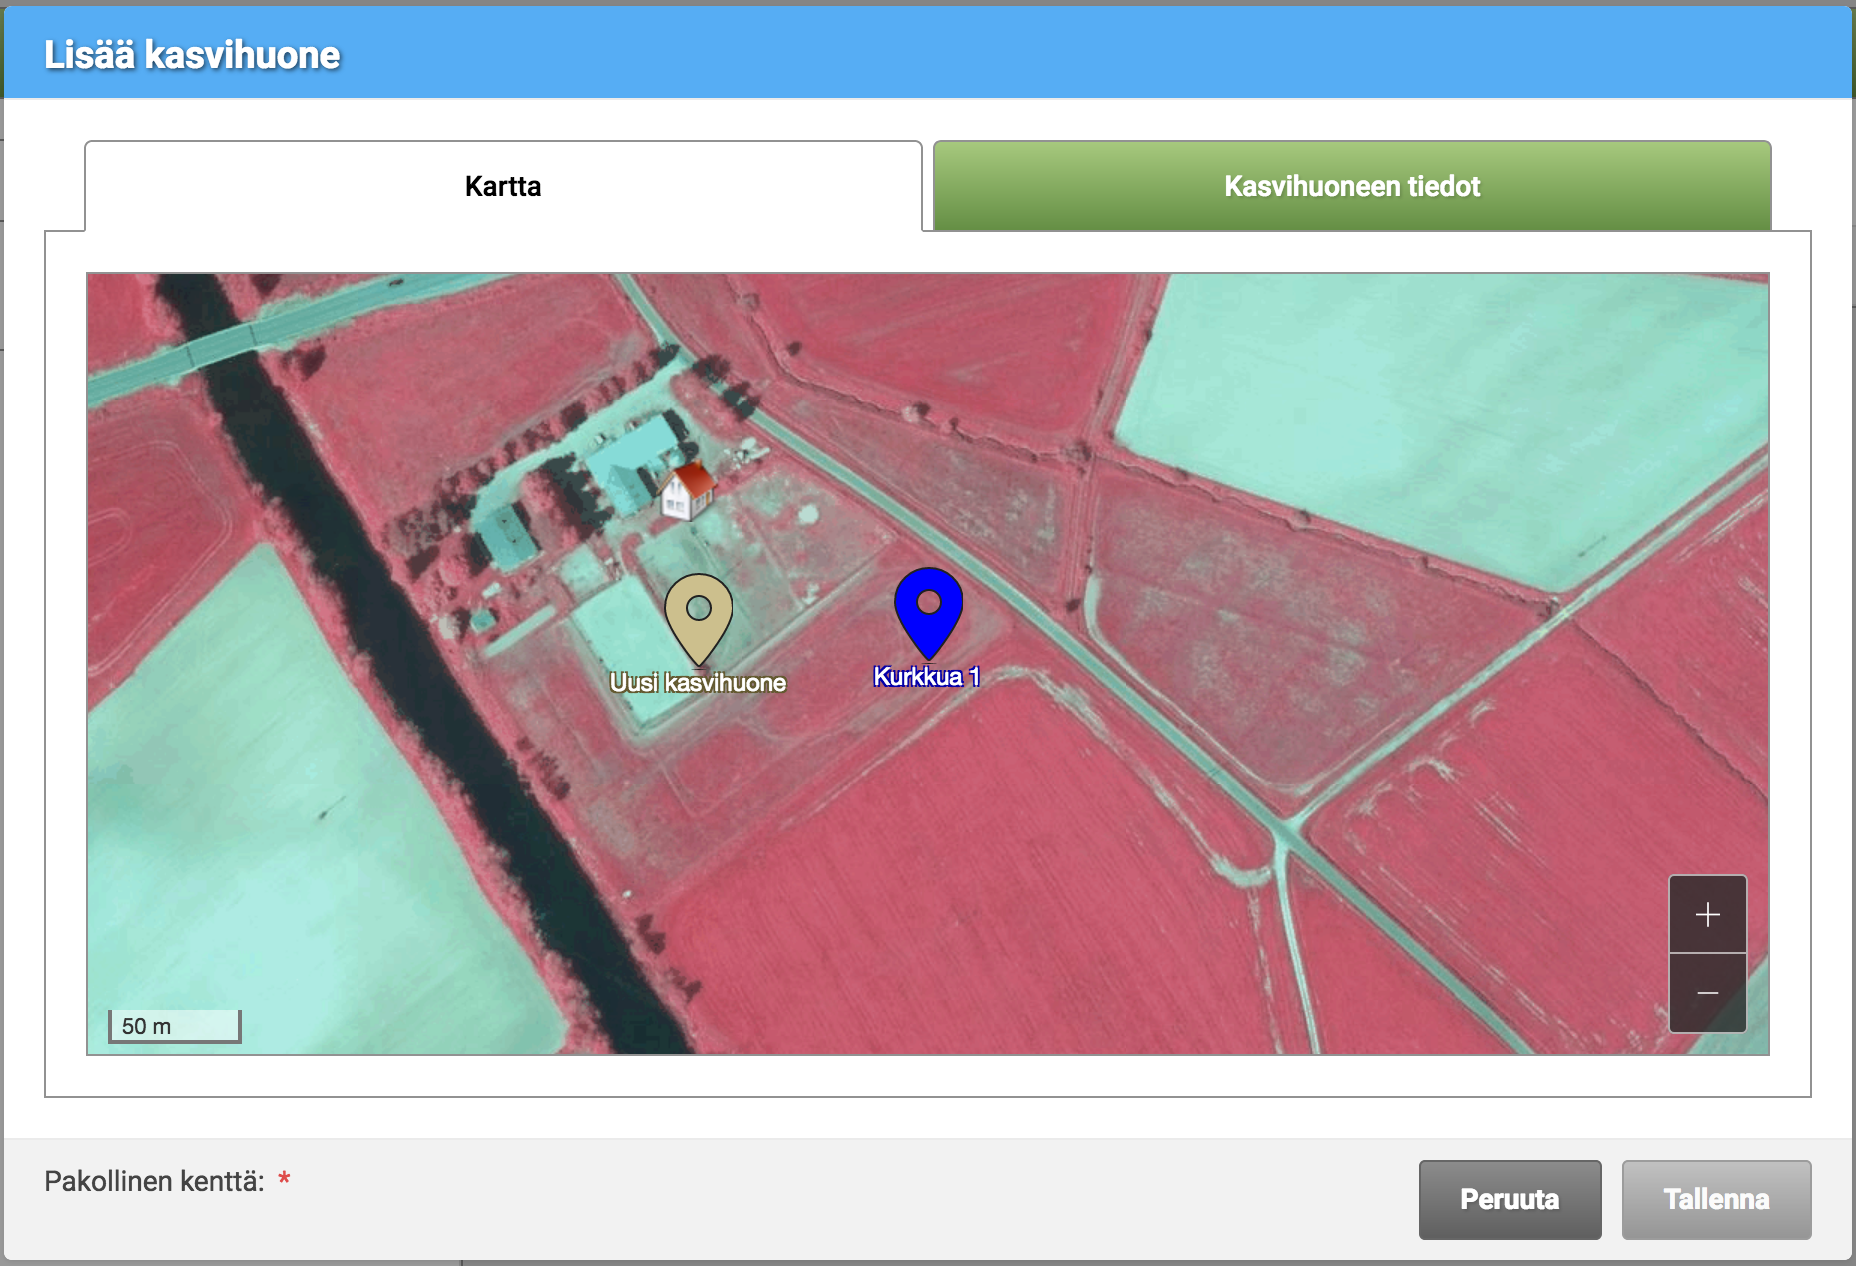 Lisää kasvihuone
Kartta
Kasvihuoneen tiedot
Uusi kasvihuone
Kurkkua 1
50 m
+
−
Pakollinen kenttä: *
Peruuta
Tallenna